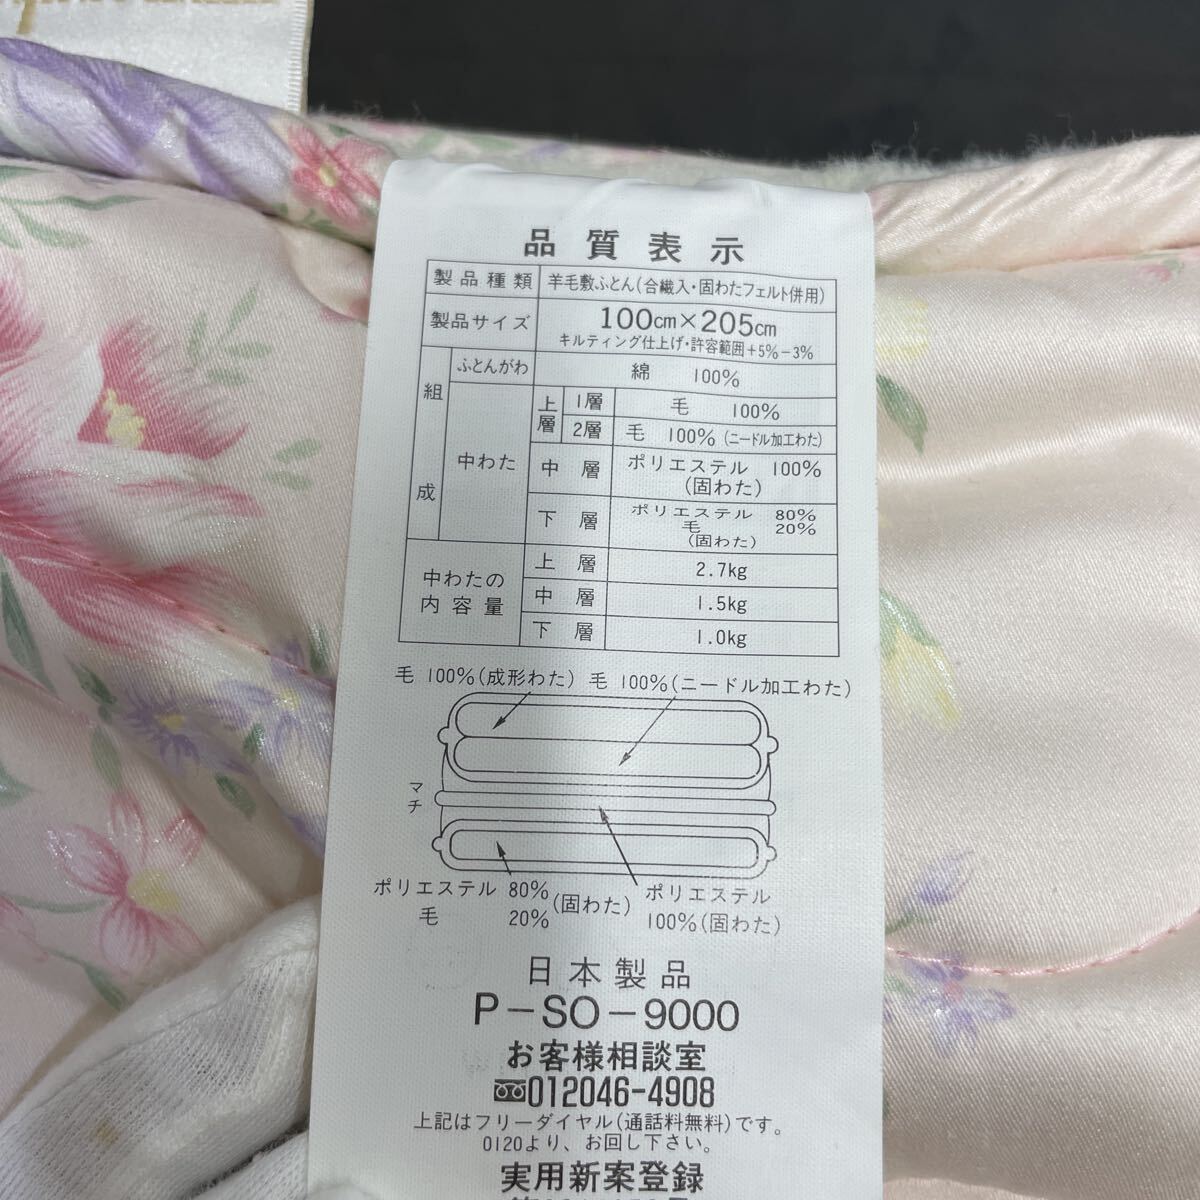 品質表示
製品種類 羊毛敷ふとん(合繊入・固わたフェルト併用)
製品サイズ 100cm×205cm
キルティング仕上げ・許容範囲+5%-3%
組成 ふとんがわ 綿 100%
中わた 上層 1層 毛 100%
2層 毛 100% (ニードル加工わた)
中層 ポリエステル 100%
(固わた)
下層 ポリエステル 80%
毛 20%
(固わた)
中わたの内容量 上層 2.7kg
中層 1.5kg
下層 1.0kg
毛 100%(成形わた) 毛 100%(ニードル加工わた)
マチ
ポリエステル 80% (固わた)
毛 20%
ポリエステル
100%(固わた)
日本製品
P-SO-9000
お客様相談室
012046-4908
上記はフリーダイヤル(通話料無料)です。
0120より、お回し下さい。
実用新案登録